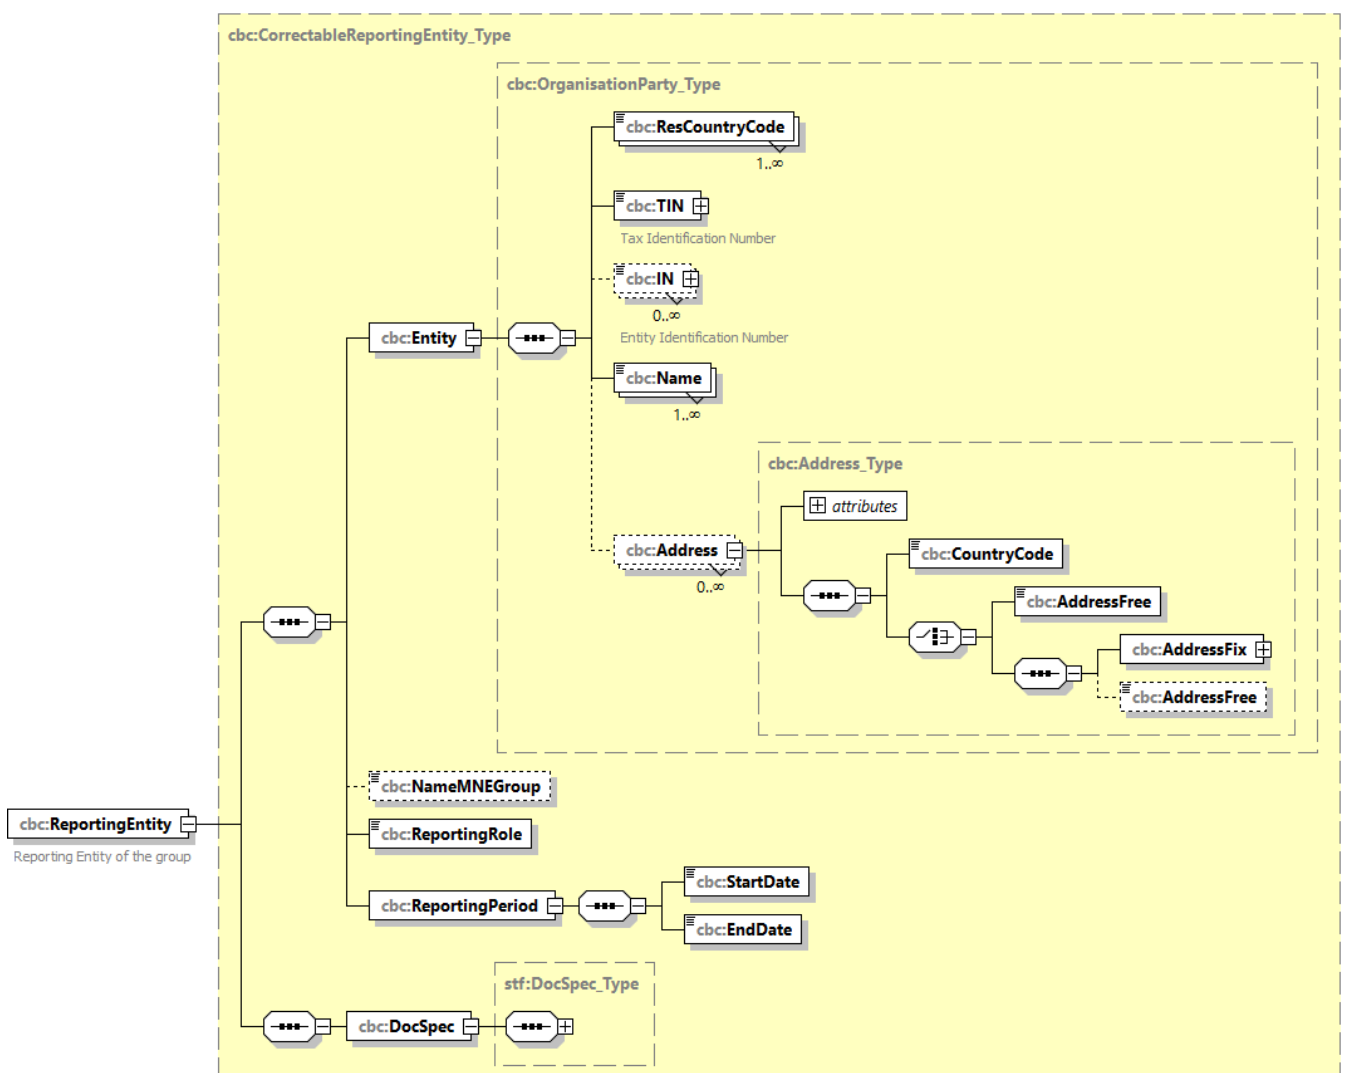 cbc:CorrectableReportingEntity_Type
cbc:OrganisationParty_Type
cbc:ResCountryCode
1..∞
cbc:TIN
Tax Identification Number
cbc:IN
0..∞
Entity Identification Number
cbc:Entity
cbc:Name
1..∞
cbc:Address_Type
attributes
cbc:Address
0..∞
cbc:CountryCode
cbc:AddressFree
cbc:AddressFix
cbc:AddressFree
cbc:NameMNEGroup
cbc:ReportingEntity
Reporting Entity of the group
cbc:ReportingRole
cbc:ReportingPeriod
cbc:StartDate
cbc:EndDate
stf:DocSpec_Type
cbc:DocSpec